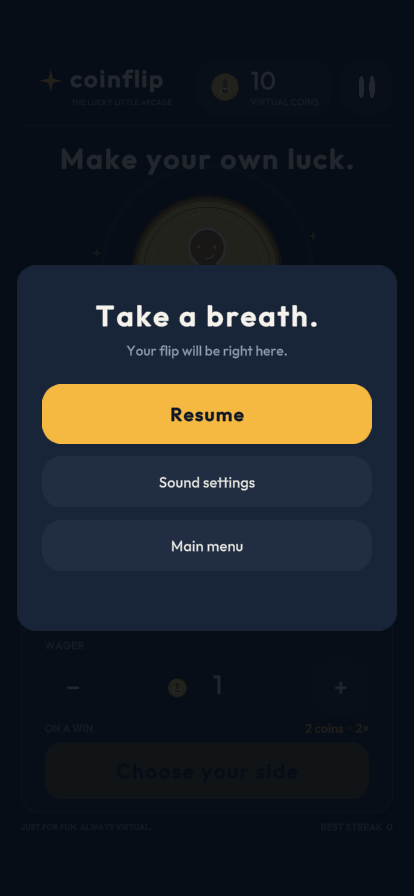 coinflip
THE LUCKY LITTLE ARCADE
10
VIRTUAL COINS
Make your own luck.
Take a breath.
Your flip will be right here.
Resume
Sound settings
Main menu
WAGER
− 1 +
ON A WIN
2 coins · 2×
Choose your side
JUST FOR FUN. ALWAYS VIRTUAL.
BEST STREAK 0